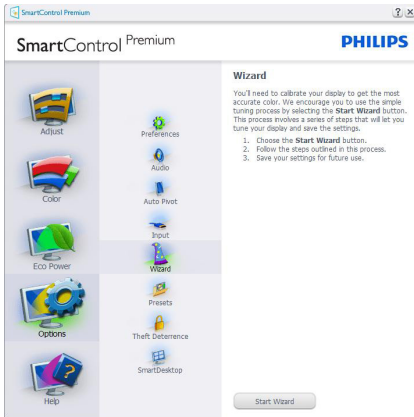 SmartControl Premium
SmartControl Premium
PHILIPS
Adjust
Color
Eco Power
Options
Help
Preferences
Audio
Auto Pivot
Input
Wizard
Presets
Theft Deterrence
SmartDesktop
Wizard
You'll need to calibrate your display to get the most
accurate color. We encourage you to use the simple
tuning process by selecting the Start Wizard button.
This process involves a series of steps that will let you
tune your display and save the settings.
1. Choose the Start Wizard button.
2. Follow the steps outlined in this process.
3. Save your settings for future use.
Start Wizard